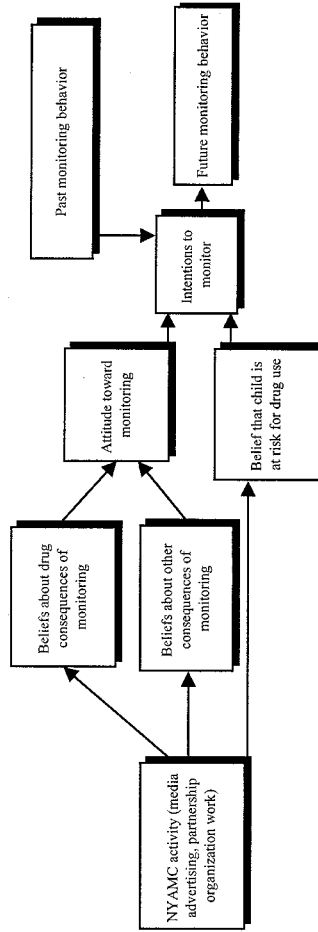 NYAMC activity (media
advertising, partnership
organization work)
Beliefs about drug
consequences of
monitoring
Beliefs about other
consequences of
monitoring
Attitude toward
monitoring
Belief that child is
at risk for drug use
Past monitoring behavior
Intentions to
monitor
Future monitoring behavior